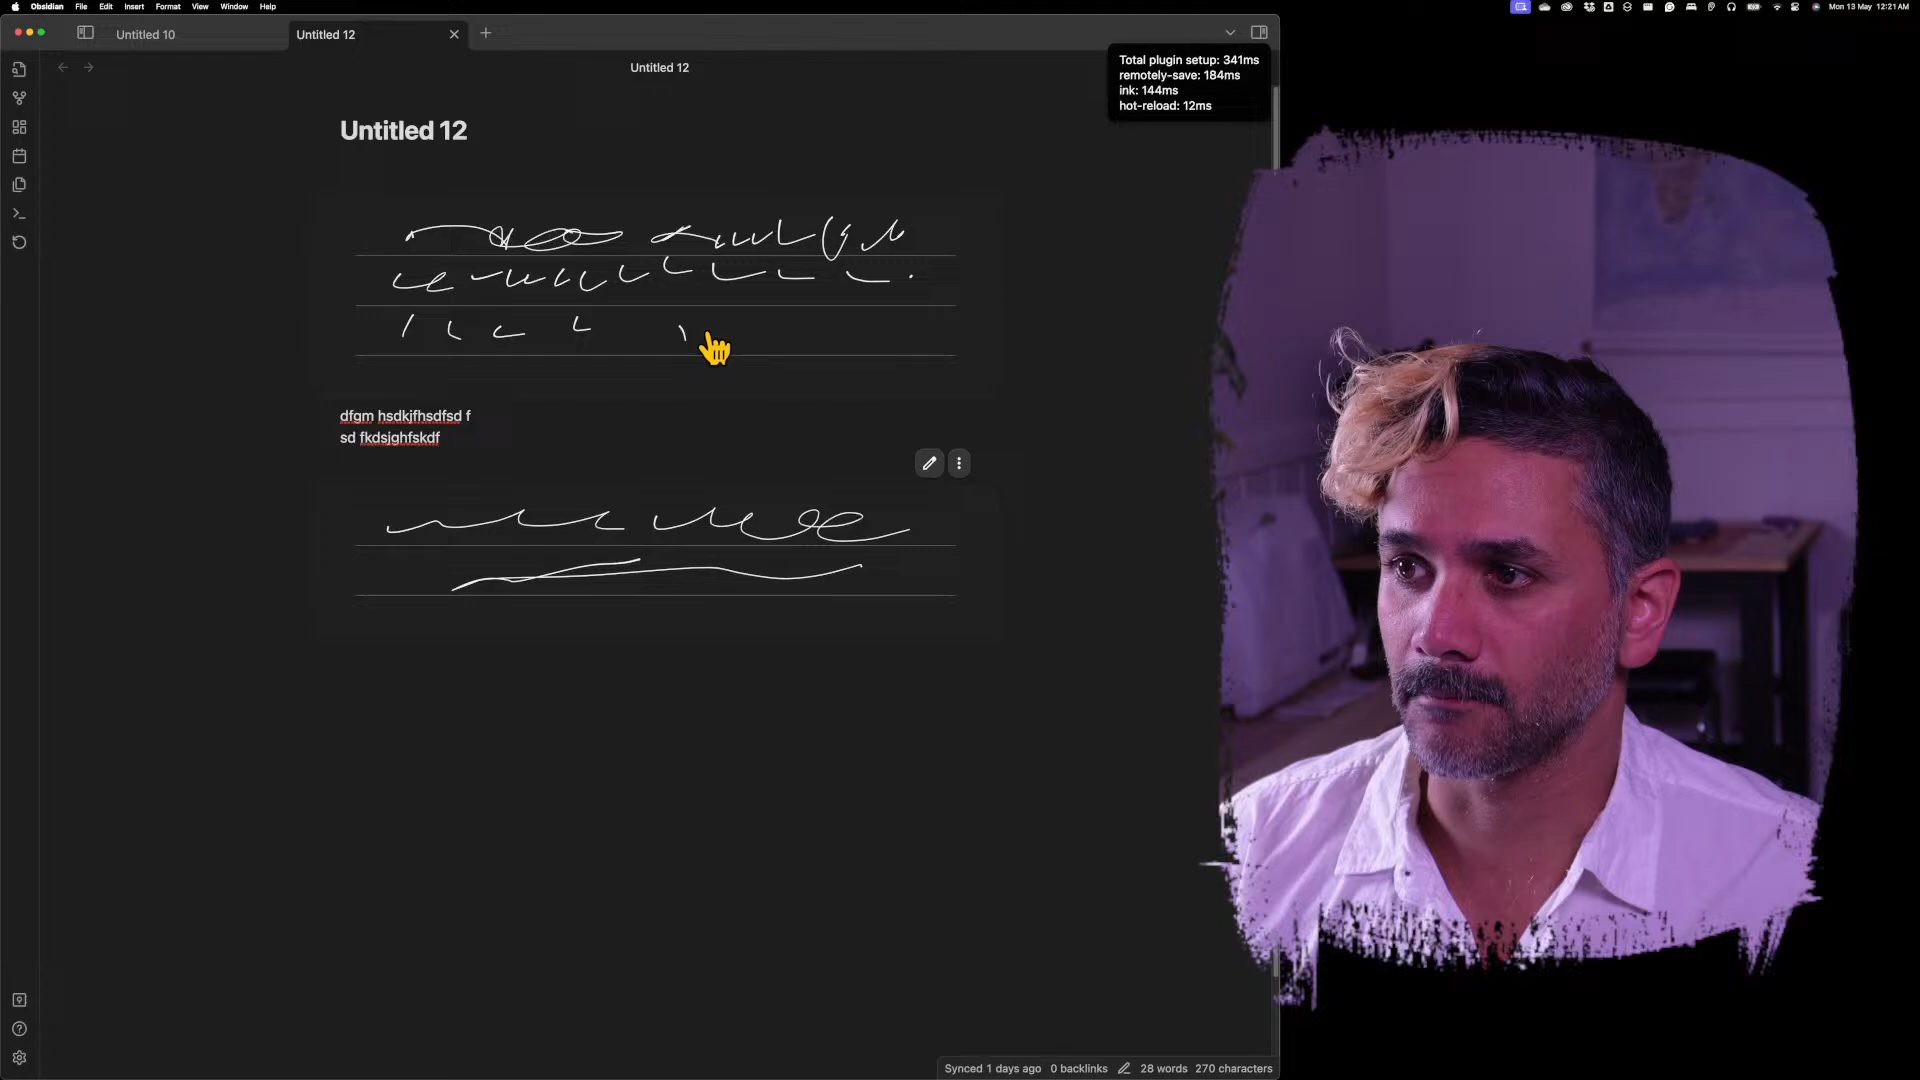 Obsidian File Edit Insert Format View Window Help Mon 13 May 12:21 AM
Untitled 10 Untitled 12
Untitled 12
Total plugin setup: 341ms
remotely-save: 184ms
ink: 144ms
hot-reload: 12ms
Untitled 12
dfgm hsdkjfhsdfsd f
sd fkdsjghfskdf
Synced 1 days ago 0 backlinks 28 words 270 characters